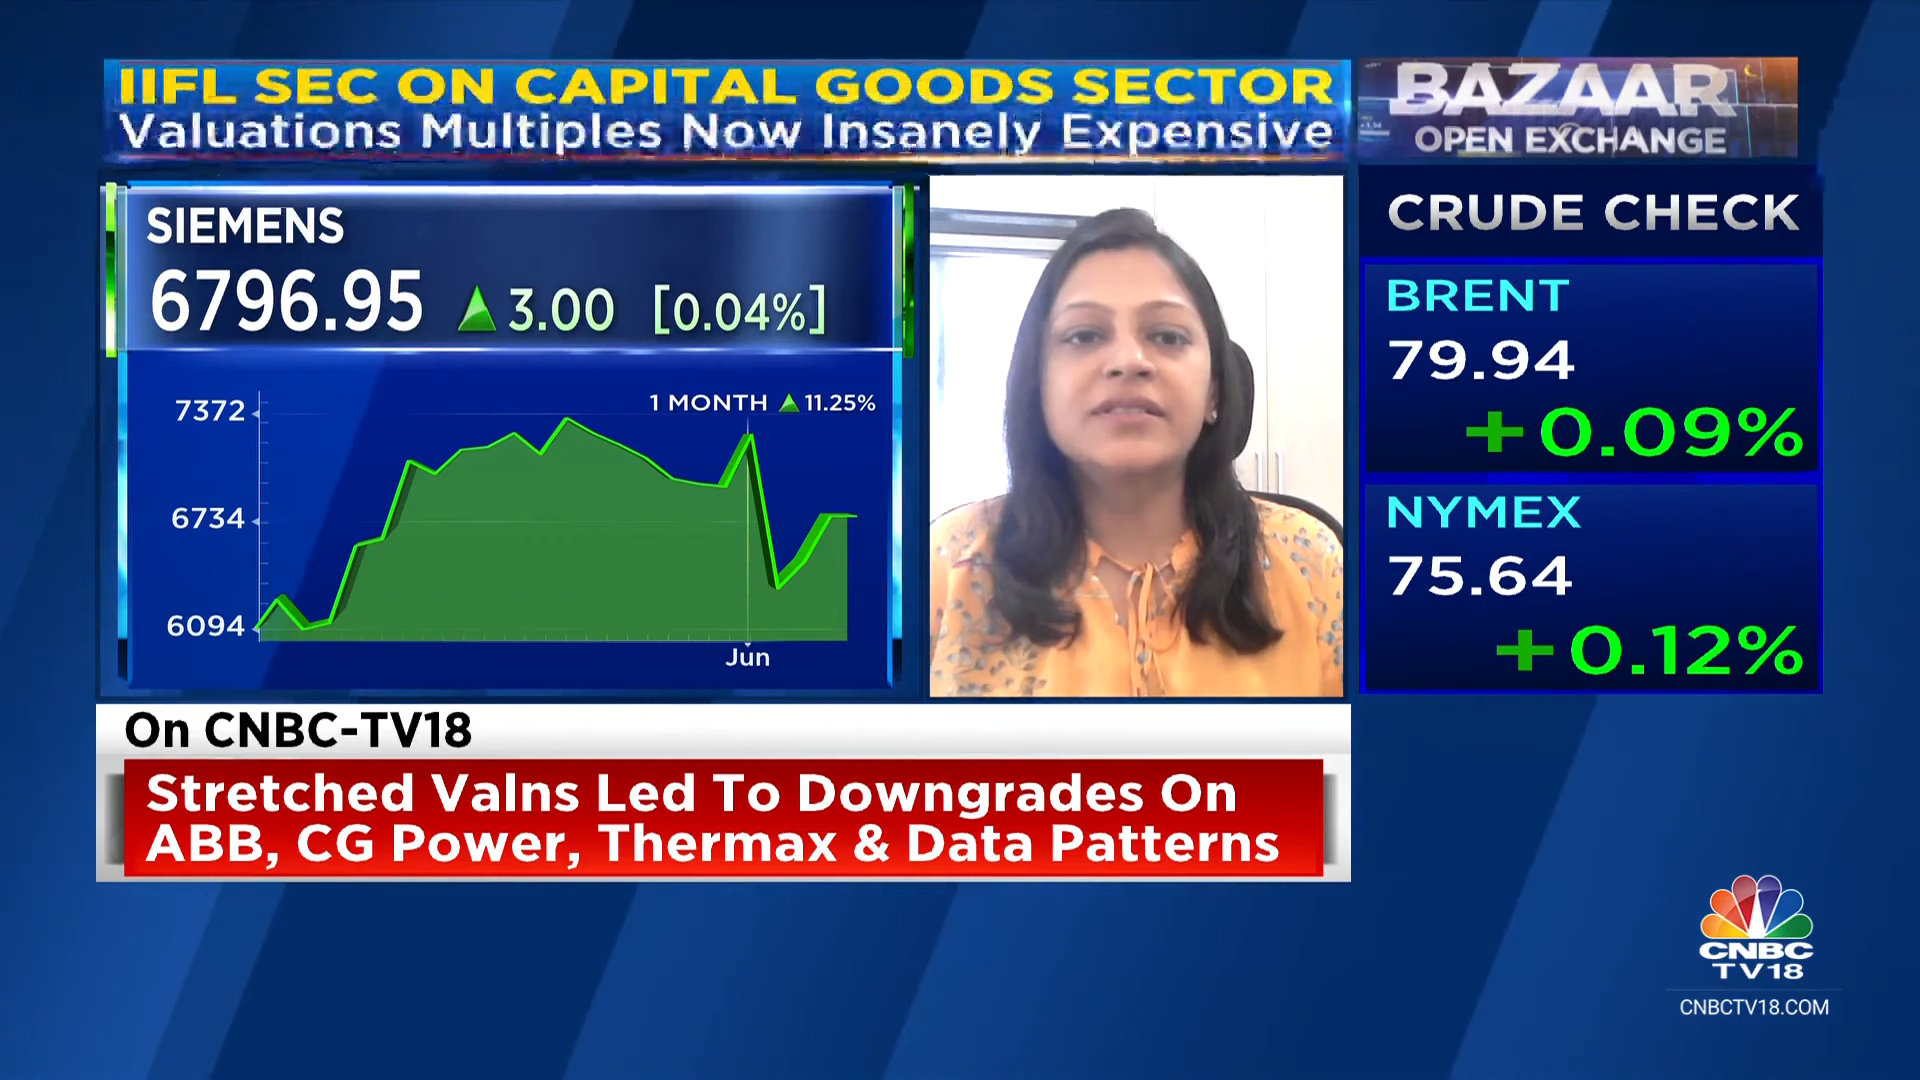 IIFL SEC ON CAPITAL GOODS SECTOR
Valuations Multiples Now Insanely Expensive
BAZAAR
OPEN EXCHANGE
SIEMENS
6796.95 ▲ 3.00 [0.04%]
1 MONTH ▲ 11.25%
7372
6734
6094
Jun
CRUDE CHECK
BRENT
79.94
+0.09%
NYMEX
75.64
+0.12%
On CNBC-TV18
Stretched Valns Led To Downgrades On
ABB, CG Power, Thermax & Data Patterns
CNBC
TV18
CNBCTV18.COM